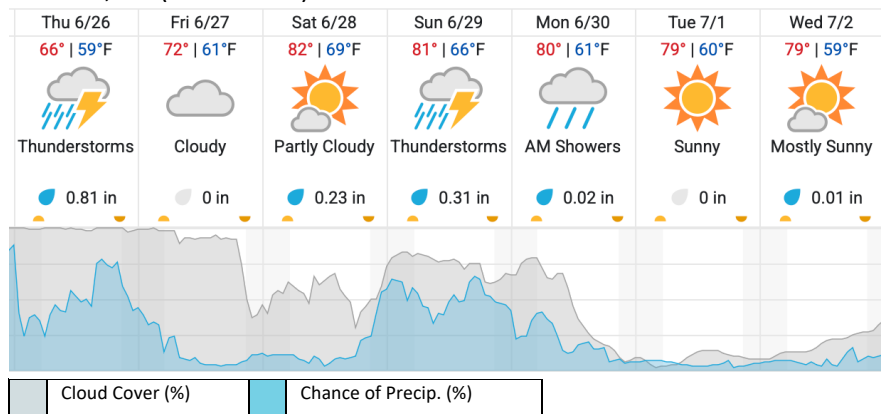 Thu 6/26 Fri 6/27 Sat 6/28 Sun 6/29 Mon 6/30 Tue 7/1 Wed 7/2
66° | 59°F 72° | 61°F 82° | 69°F 81° | 66°F 80° | 61°F 79° | 60°F 79° | 59°F
Thunderstorms Cloudy Partly Cloudy Thunderstorms AM Showers Sunny Mostly Sunny
0.81 in 0 in 0.23 in 0.31 in 0.02 in 0 in 0.01 in
Cloud Cover (%) Chance of Precip. (%)